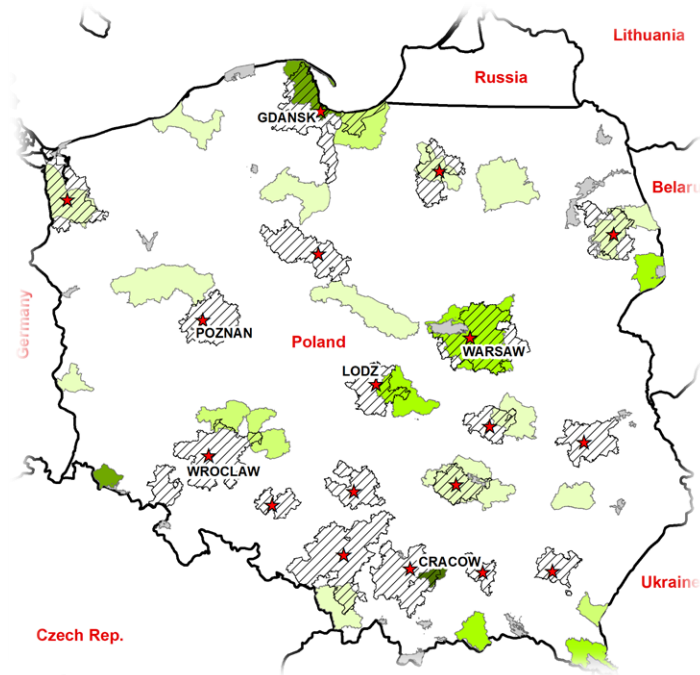 Lithuania
Russia
GDANSK
Belaru
Germany
POZNAN
Poland
WARSAW
LODZ
WROCLAW
CRACOW
Ukraine
Czech Rep.